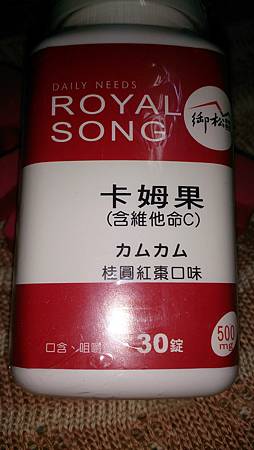 DAILY NEEDS
ROYAL
SONG
御松
卡姆果
(含維他命C)
カムカム
桂圓紅棗口味
口含、咀嚼
30錠
500
mg